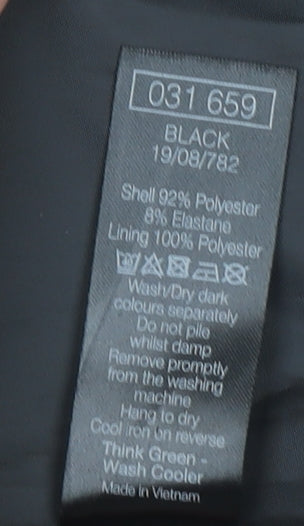 031 659
BLACK
19/08/782
Shell 92% Polyester
8% Elastane
Lining 100% Polyester
Wash/Dry dark
colours separately
Do not pile
whilst damp
Remove promptly
from the washing
machine
Hang to dry
Cool iron on reverse
Think Green -
Wash Cooler
Made in Vietnam